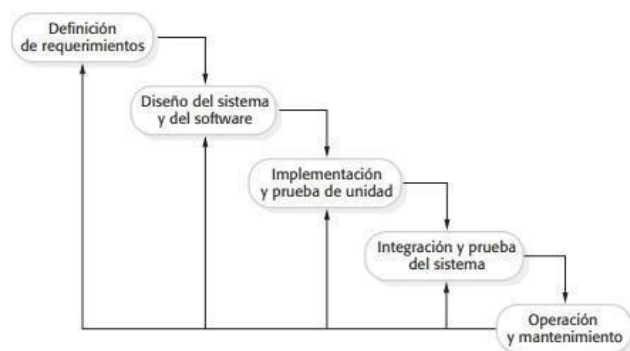 Definición
de requerimientos
Diseño del sistema
y del software
Implementación
y prueba de unidad
Integración y prueba
del sistema
Operación
y mantenimiento